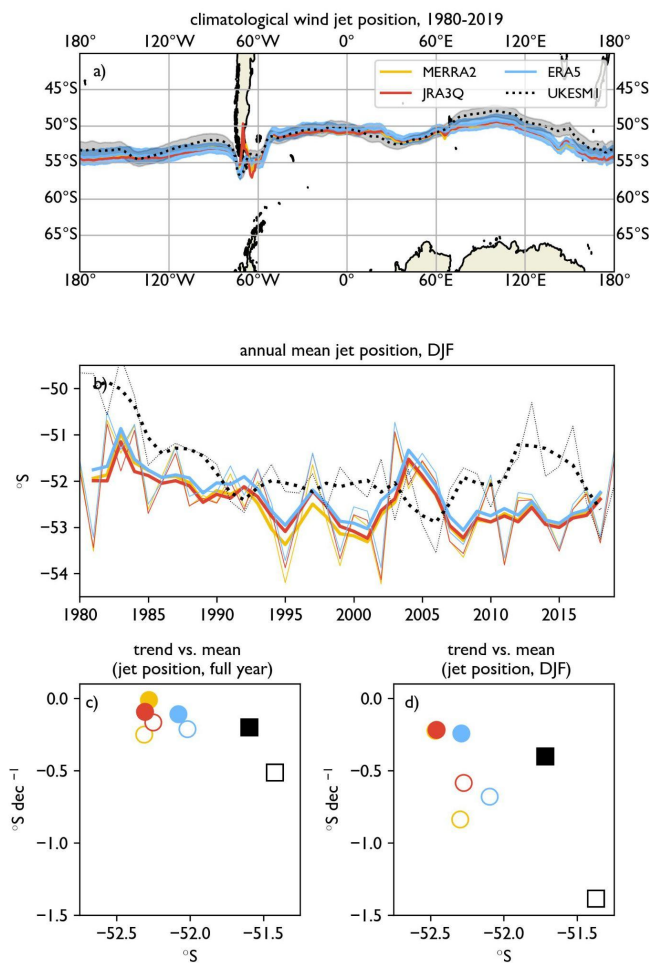 climatological wind jet position, 1980-2019
180° 120°W 60°W 0° 60°E 120°E 180°
a)
MERRA2 ERA5
JRA3Q UKESM1
45°S 45°S
50°S 50°S
55°S 55°S
60°S 60°S
65°S 65°S
180° 120°W 60°W 0° 60°E 120°E 180°
annual mean jet position, DJF
b)
−50
−51
−52
−53
−54
°S
1980 1985 1990 1995 2000 2005 2010 2015
trend vs. mean
(jet position, full year)
c)
0.0
−0.5
−1.0
−1.5
°S dec −1
−52.5 −52.0 −51.5
°S
trend vs. mean
(jet position, DJF)
d)
0.0
−0.5
−1.0
−1.5
°S dec −1
−52.5 −52.0 −51.5
°S